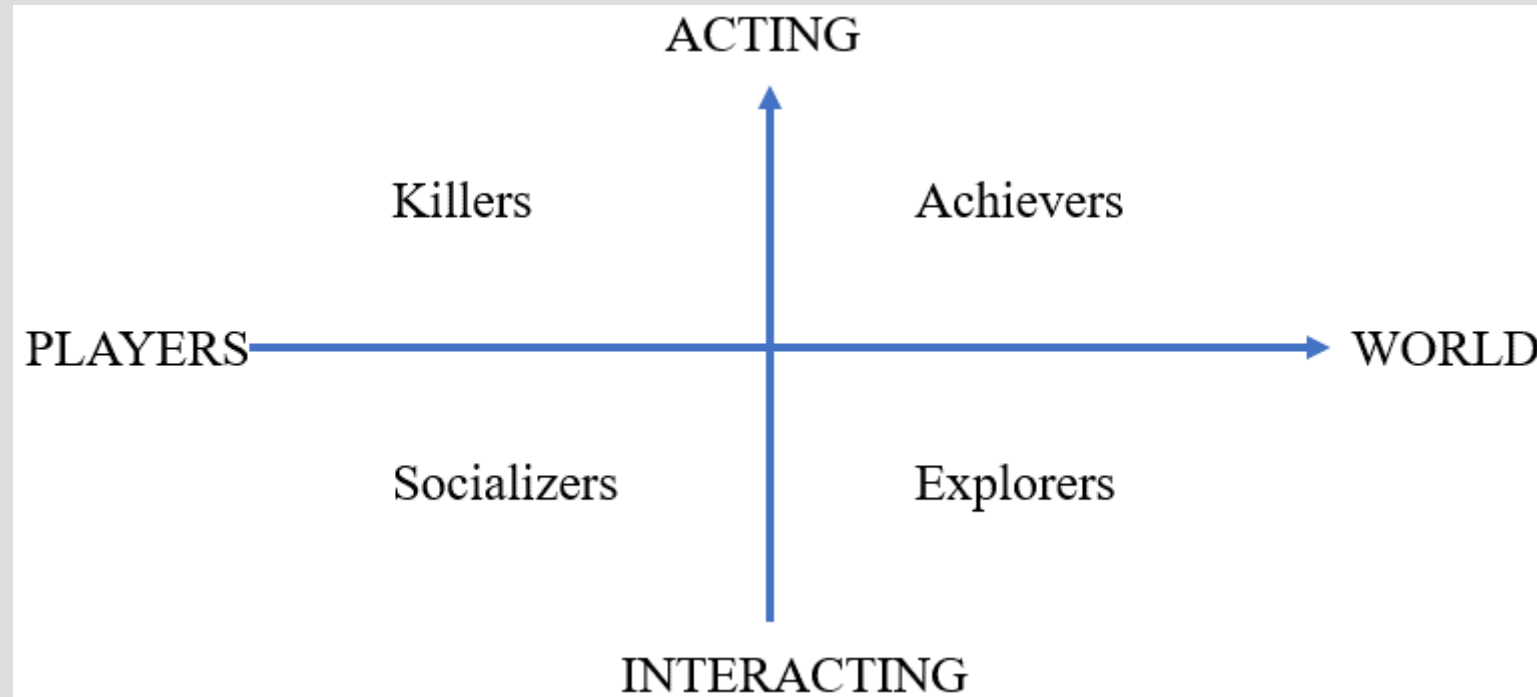 ACTING
Killers Achievers
PLAYERS WORLD
Socializers Explorers
INTERACTING